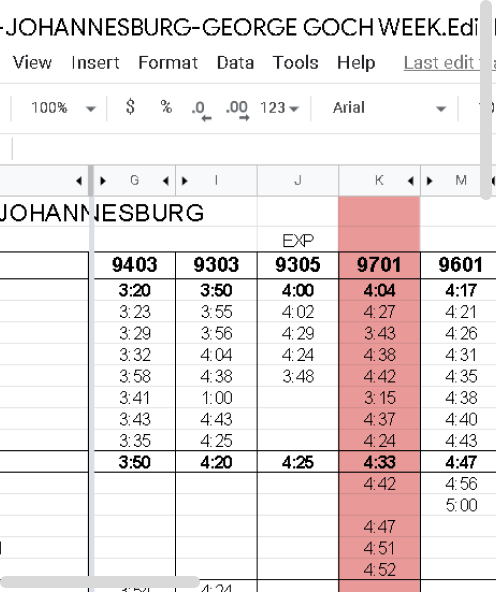 -JOHANNESBURG-GEORGE GOCH WEEK.Edi
View Insert Format Data Tools Help Last edit
100% $ % .0 .00 123 Arial
G I J K M
JOHANNESBURG
EXP
9403 9303 9305 9701 9601
3:20 3:50 4:00 4:04 4:17
3:23 3:55 4:02 4:27 4:21
3:29 3:56 4:29 3:43 4:26
3:32 4:04 4:24 4:38 4:31
3:58 4:38 3:48 4:42 4:35
3:41 1:00 3:15 4:38
3:43 4:43 4:37 4:40
3:35 4:25 4:24 4:43
3:50 4:20 4:25 4:33 4:47
4:42 4:56
5:00
4:47
4:51
4:52